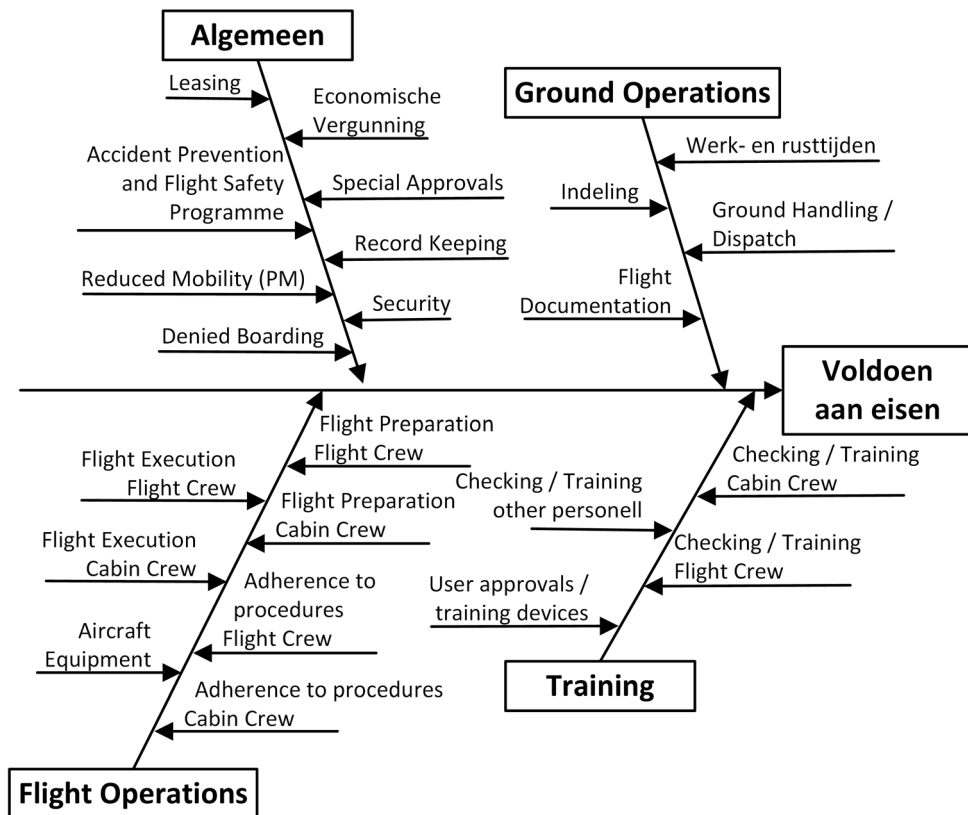 Algemeen
Leasing
Economische
Vergunning
Accident Prevention
and Flight Safety
Programme
Special Approvals
Record Keeping
Reduced Mobility (PM)
Security
Denied Boarding
Ground Operations
Werk- en rusttijden
Indeling
Ground Handling /
Dispatch
Flight
Documentation
Voldoen
aan eisen
Flight Preparation
Flight Crew
Flight Execution
Flight Crew
Flight Preparation
Cabin Crew
Flight Execution
Cabin Crew
Adherence to
procedures
Flight Crew
Aircraft
Equipment
Adherence to procedures
Cabin Crew
Flight Operations
Checking / Training
Cabin Crew
Checking / Training
other personell
Checking / Training
Flight Crew
User approvals /
training devices
Training